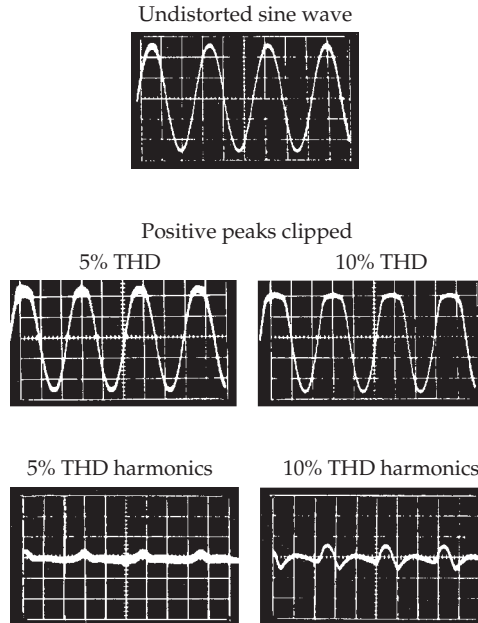 Undistorted sine wave
Positive peaks clipped
5% THD
10% THD
5% THD harmonics
10% THD harmonics